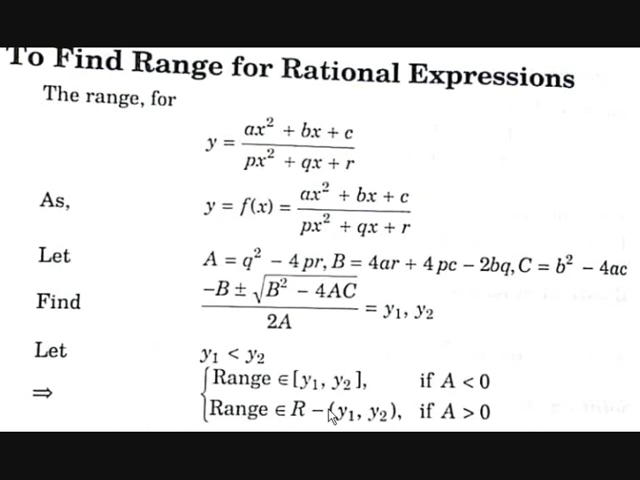 To Find Range for Rational Expressions
The range, for
y = (ax² + bx + c)/(px² + qx + r)
As, y = f(x) = (ax² + bx + c)/(px² + qx + r)
Let A = q² − 4pr, B = 4ar + 4pc − 2bq, C = b² − 4ac
Find (−B ± √(B² − 4AC))/(2A) = y₁, y₂
Let y₁ < y₂
⇒ { Range ∈ [y₁, y₂], if A < 0
Range ∈ R − (y₁, y₂), if A > 0